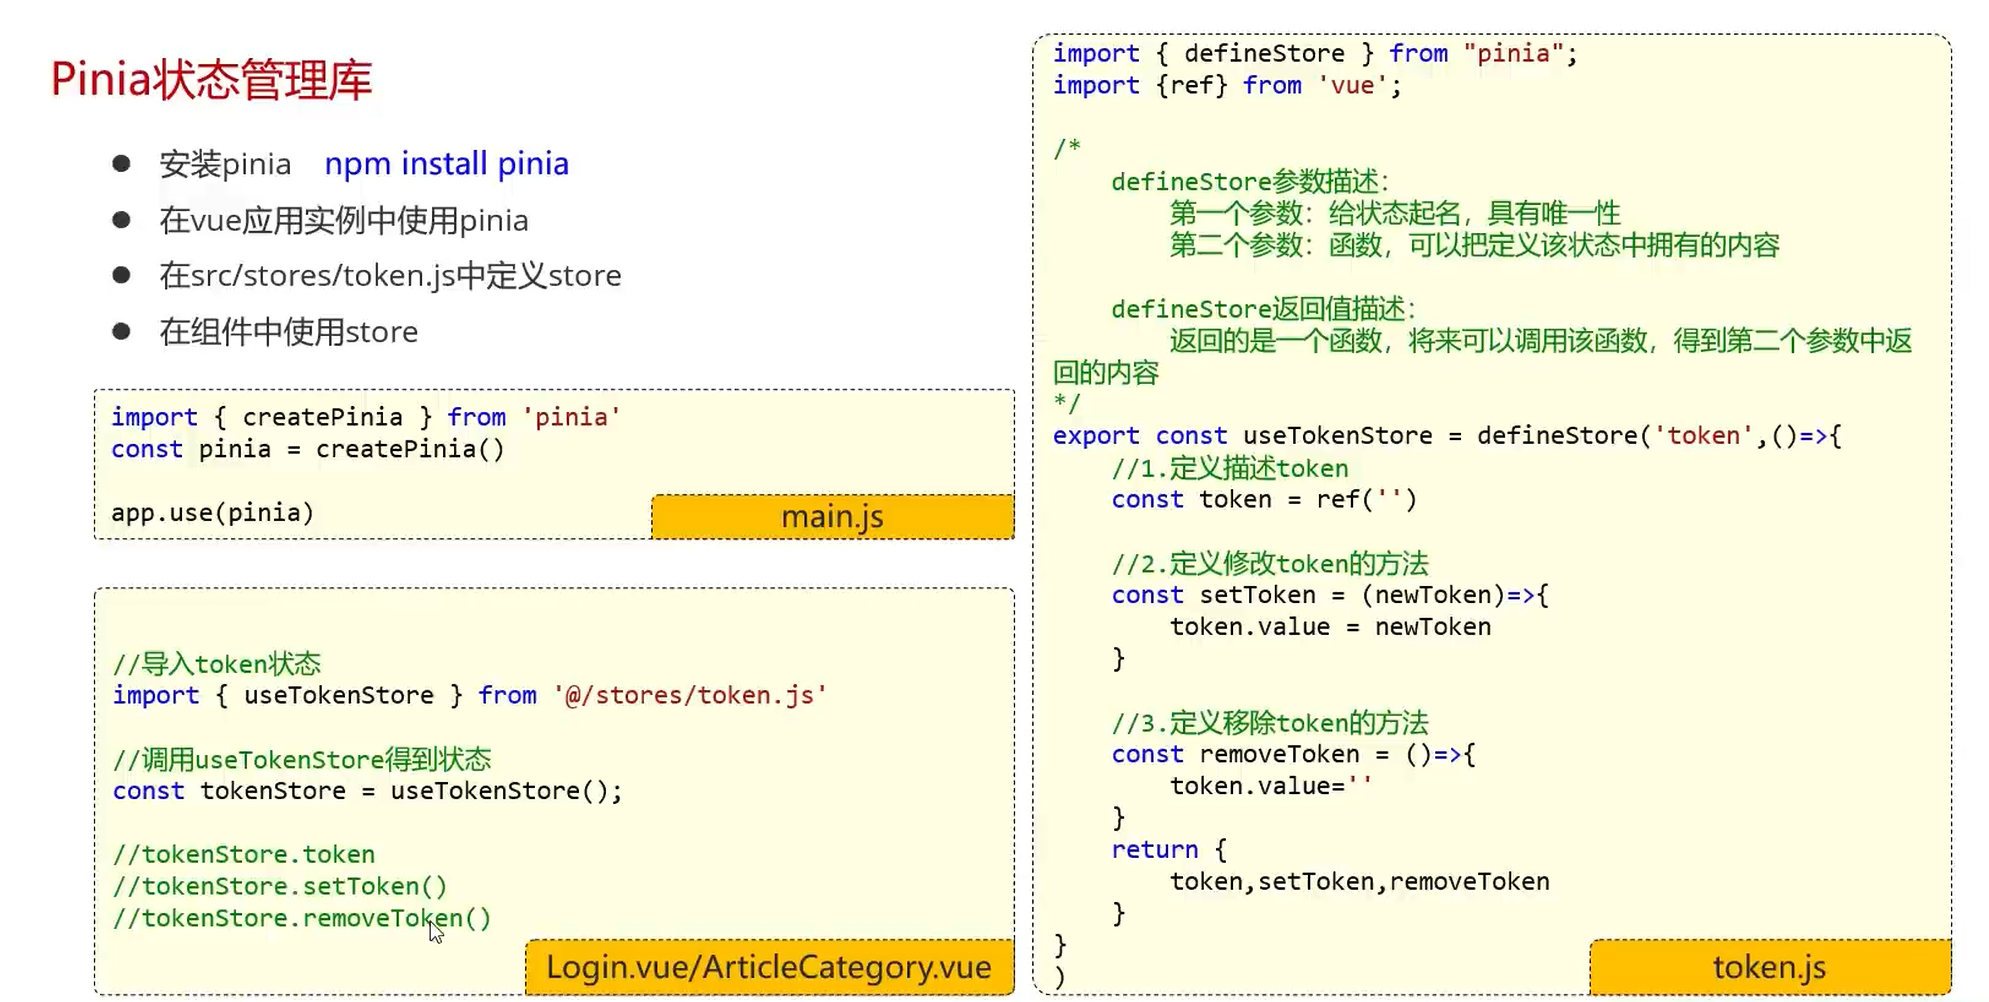 Pinia状态管理库
● 安装pinia npm install pinia
● 在vue应用实例中使用pinia
● 在src/stores/token.js中定义store
● 在组件中使用store
import { createPinia } from 'pinia'
const pinia = createPinia()
app.use(pinia)
main.js
//导入token状态
import { useTokenStore } from '@/stores/token.js'
//调用useTokenStore得到状态
const tokenStore = useTokenStore();
//tokenStore.token
//tokenStore.setToken()
//tokenStore.removeToken()
Login.vue/ArticleCategory.vue
import { defineStore } from "pinia";
import {ref} from 'vue';
/*
defineStore参数描述：
第一个参数：给状态起名，具有唯一性
第二个参数：函数，可以把定义该状态中拥有的内容
defineStore返回值描述：
返回的是一个函数，将来可以调用该函数，得到第二个参数中返
回的内容
*/
export const useTokenStore = defineStore('token',()=>{
//1.定义描述token
const token = ref('')
//2.定义修改token的方法
const setToken = (newToken)=>{
token.value = newToken
}
//3.定义移除token的方法
const removeToken = ()=>{
token.value=''
}
return {
token,setToken,removeToken
}
}
)
token.js